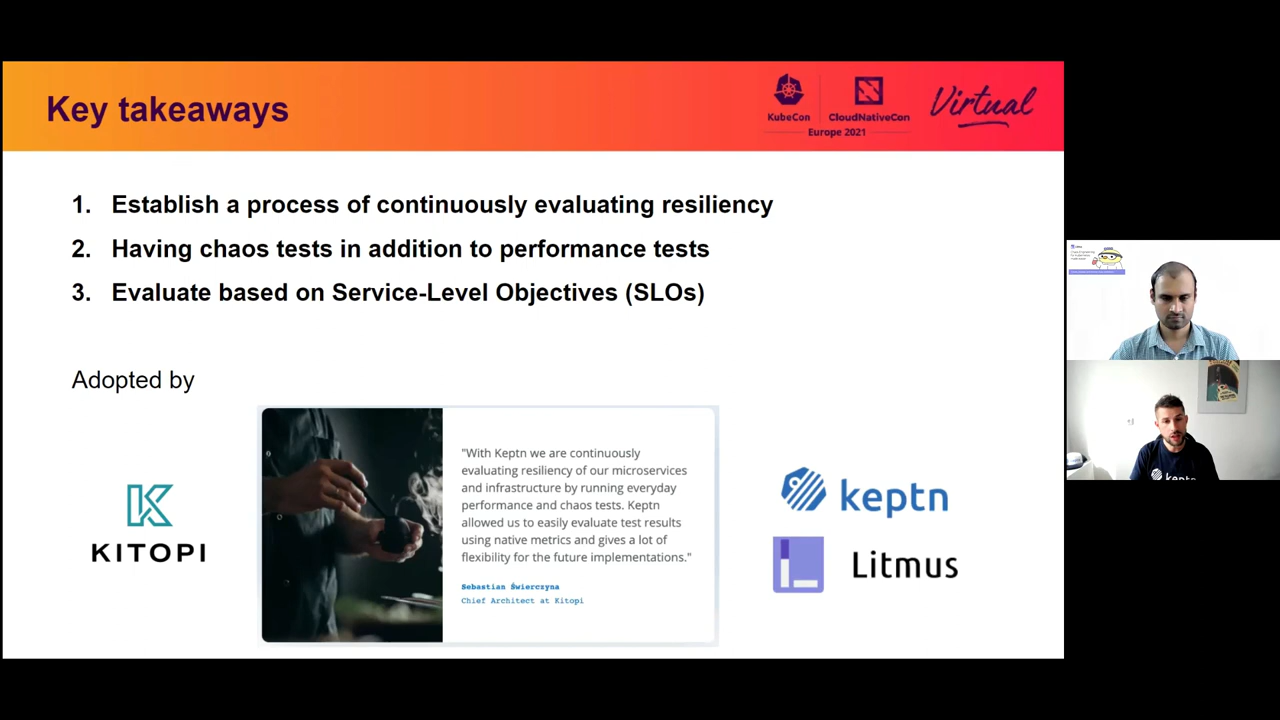 Key takeaways
KubeCon
CloudNativeCon
Europe 2021
Virtual
1. Establish a process of continuously evaluating resiliency
2. Having chaos tests in addition to performance tests
3. Evaluate based on Service-Level Objectives (SLOs)
Adopted by
KITOPI
"With Keptn we are continuously
evaluating resiliency of our microservices
and infrastructure by running everyday
performance and chaos tests. Keptn
allowed us to easily evaluate test results
using native metrics and gives a lot of
flexibility for the future implementations."
Sebastian Świerczyna
Chief Architect at Kitopi
keptn
Litmus
keptn